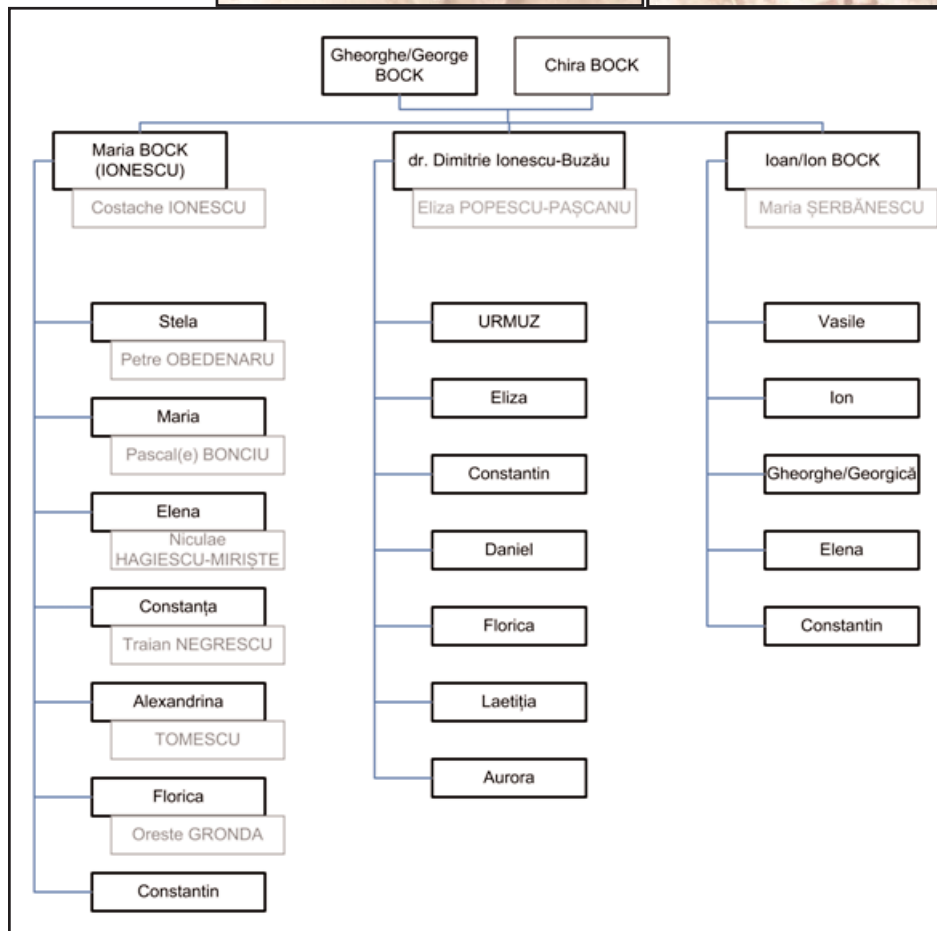 Gheorghe/George
BOCK
Chira BOCK
Maria BOCK
(IONESCU)
Costache IONESCU
Stela
Petre OBEDENARU
Maria
Pascal(e) BONCIU
Elena
Niculae
HAGIESCU-MIRIȘTE
Constanța
Traian NEGRESCU
Alexandrina
TOMESCU
Florica
Oreste GRONDA
Constantin
dr. Dimitrie Ionescu-Buzău
Eliza POPESCU-PAȘCANU
URMUZ
Eliza
Constantin
Daniel
Florica
Laetiția
Aurora
Ioan/Ion BOCK
Maria ȘERBĂNESCU
Vasile
Ion
Gheorghe/Georgică
Elena
Constantin